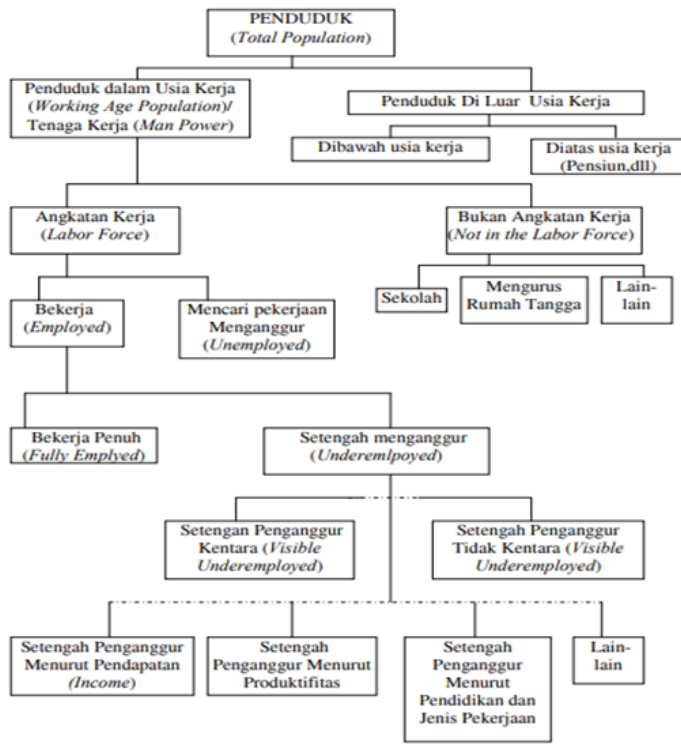 PENDUDUK
(Total Population)
Penduduk dalam Usia Kerja
(Working Age Population)/
Tenaga Kerja (Man Power)
Penduduk Di Luar Usia Kerja
Dibawah usia kerja
Diatas usia kerja
(Pensiun,dll)
Angkatan Kerja
(Labor Force)
Bukan Angkatan Kerja
(Not in the Labor Force)
Sekolah
Mengurus
Rumah Tangga
Lain-
lain
Bekerja
(Employed)
Mencari pekerjaan
Menganggur
(Unemployed)
Bekerja Penuh
(Fully Emplyed)
Setengah menganggur
(Underemlpoyed)
Setengan Penganggur
Kentara (Visible
Underemployed)
Setengah Penganggur
Tidak Kentara (Visible
Underemployed)
Setengah Penganggur
Menurut Pendapatan
(Income)
Setengah
Penganggur Menurut
Produktifitas
Setengah
Penganggur
Menurut
Pendidikan dan
Jenis Pekerjaan
Lain-
lain